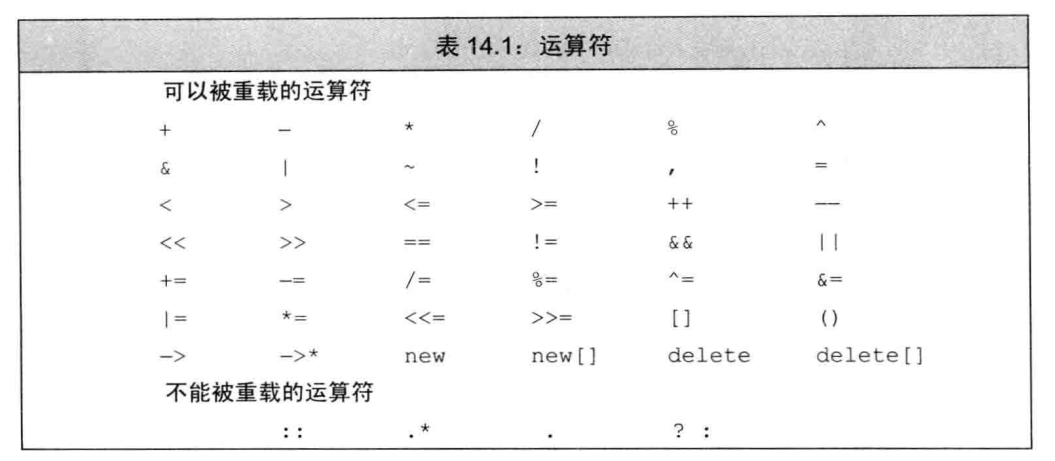 表 14.1：运算符
可以被重载的运算符
+ - * / % ^
& | ~ ! , =
< > <= >= ++ --
<< >> == != && ||
+= -= /= %= ^= &=
|= *= <<= >>= [] ()
-> ->* new new[] delete delete[]
不能被重载的运算符
:: .* . ? :